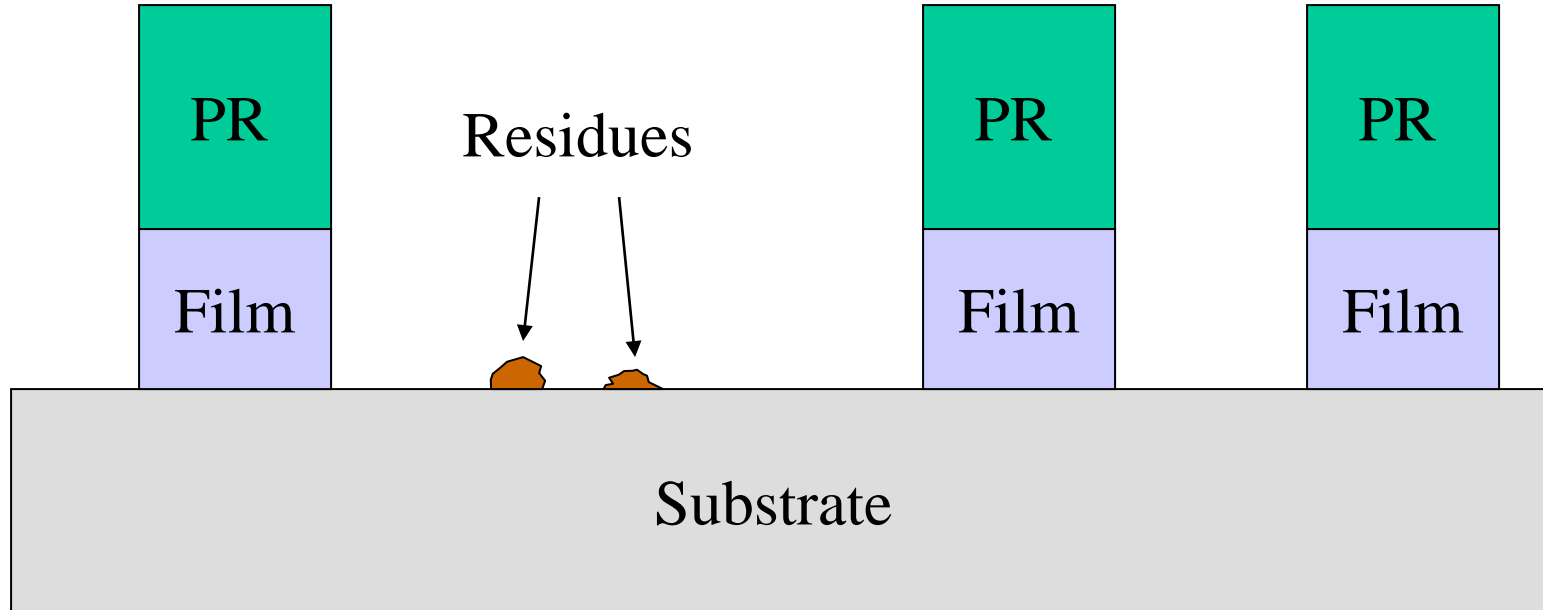 PR
Residues
PR
PR
Film
Film
Film
Substrate